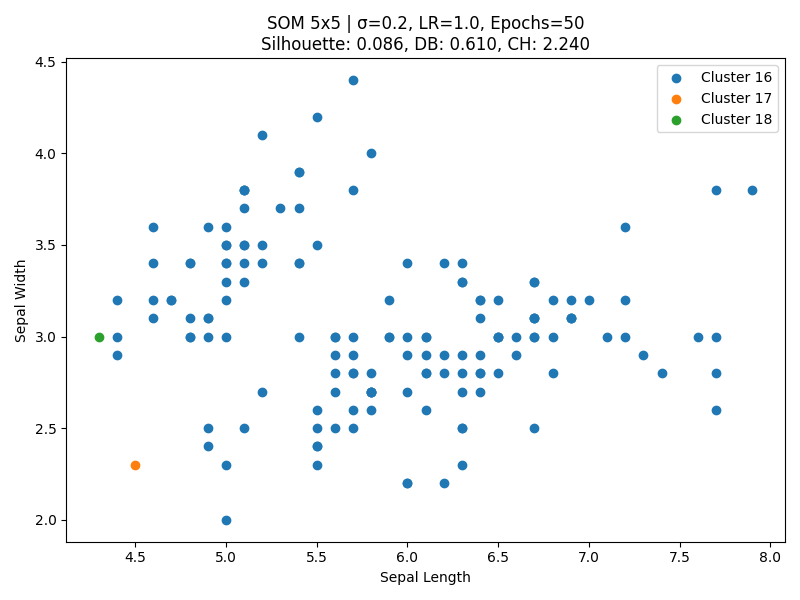 SOM 5x5 | σ=0.2, LR=1.0, Epochs=50
Silhouette: 0.086, DB: 0.610, CH: 2.240
Cluster 16
Cluster 17
Cluster 18
4.5
4.0
3.5
3.0
2.5
2.0
Sepal Width
4.5
5.0
5.5
6.0
6.5
7.0
7.5
8.0
Sepal Length